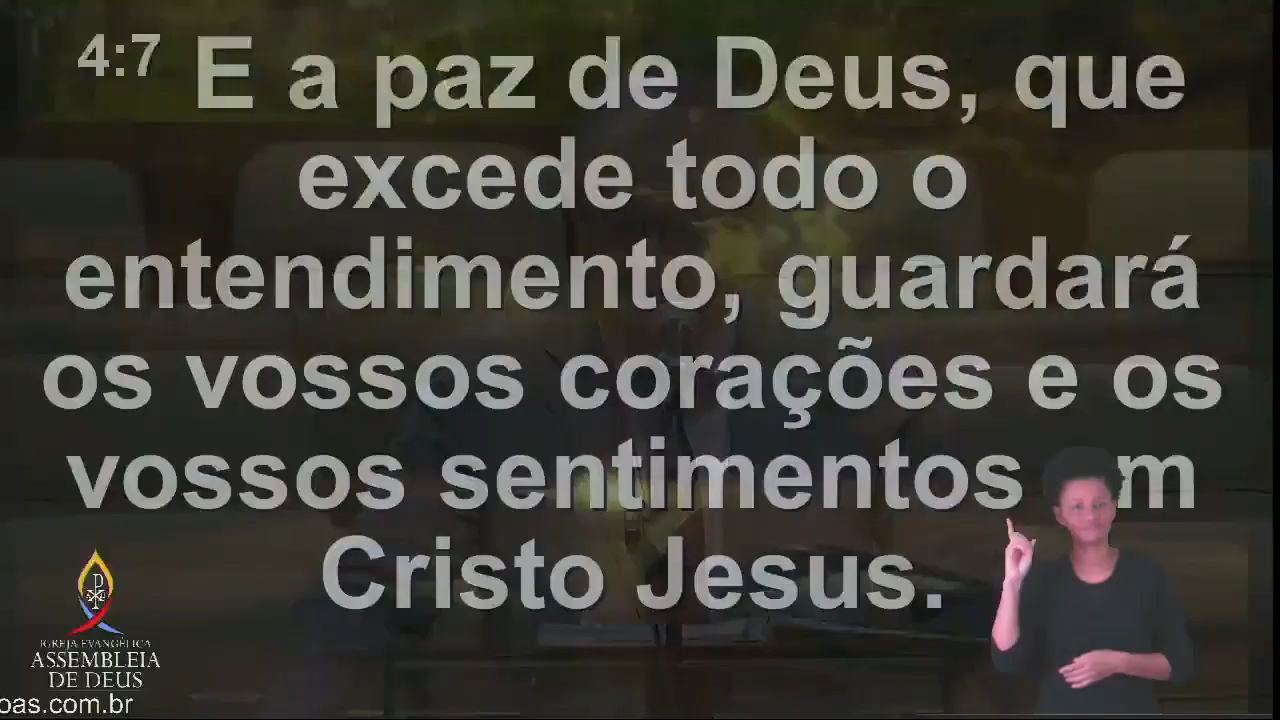 4:7 E a paz de Deus, que
excede todo o
entendimento, guardará
os vossos corações e os
vossos sentimentos m
Cristo Jesus.
IGREJA EVANGÉLICA
ASSEMBLEIA
DE DEUS
oas.com.br